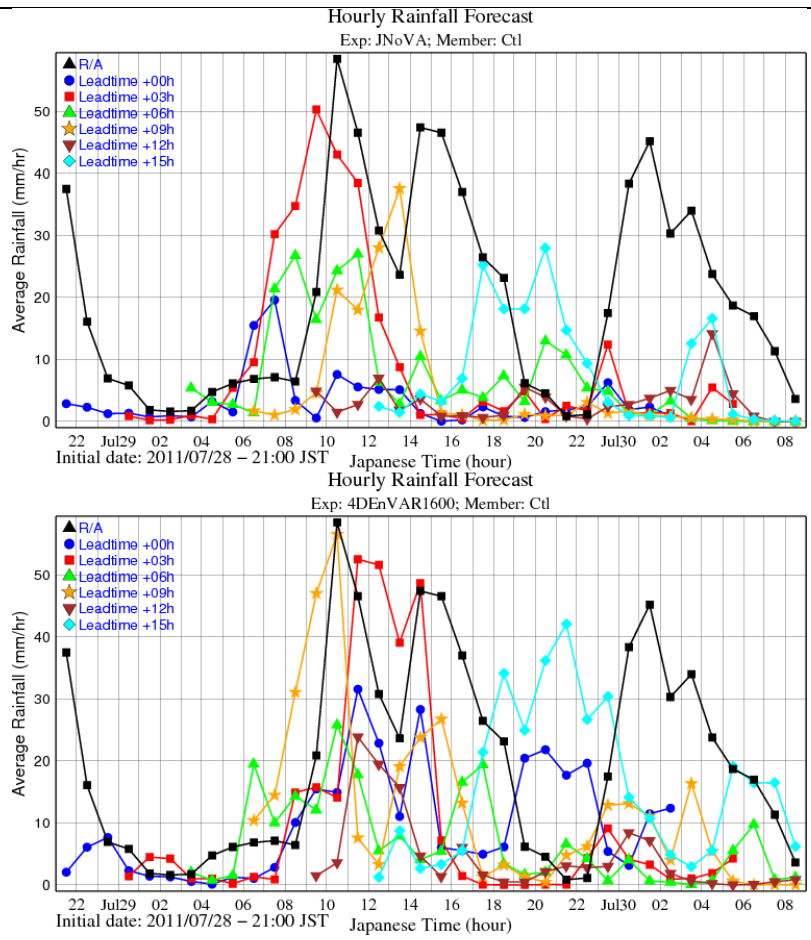 Hourly Rainfall Forecast
Exp: JNoVA; Member: Ctl
R/A
Leadtime +00h
Leadtime +03h
Leadtime +06h
Leadtime +09h
Leadtime +12h
Leadtime +15h
Average Rainfall (mm/hr)
50
40
30
20
10
0
22 Jul29 02 04 06 08 10 12 14 16 18 20 22 Jul30 02 04 06 08
Initial date: 2011/07/28 – 21:00 JST Japanese Time (hour)
Hourly Rainfall Forecast
Exp: 4DEnVAR1600; Member: Ctl
R/A
Leadtime +00h
Leadtime +03h
Leadtime +06h
Leadtime +09h
Leadtime +12h
Leadtime +15h
Average Rainfall (mm/hr)
50
40
30
20
10
0
22 Jul29 02 04 06 08 10 12 14 16 18 20 22 Jul30 02 04 06 08
Initial date: 2011/07/28 – 21:00 JST Japanese Time (hour)